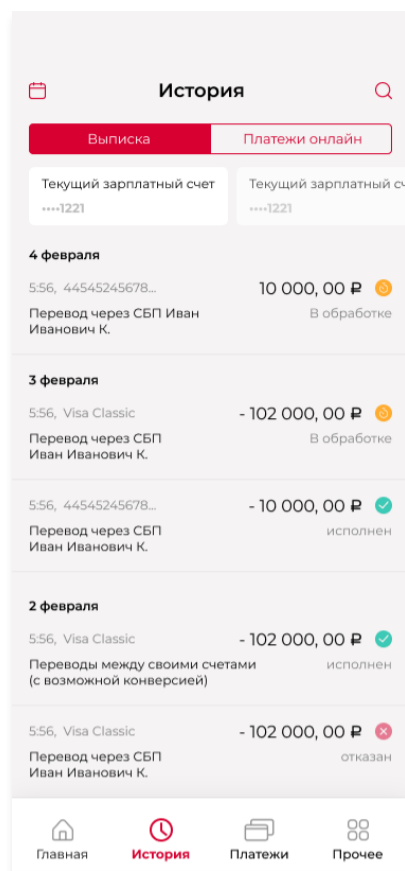 История
Выписка
Платежи онлайн
Текущий зарплатный счет
Текущий зарплатный сч
••••1221
••••1221
4 февраля
5:56, 44545245678...
10 000, 00 ₽
Перевод через СБП Иван
В обработке
Иванович К.
3 февраля
5:56, Visa Classic
- 102 000, 00 ₽
Перевод через СБП
В обработке
Иван Иванович К.
5:56, 44545245678...
- 10 000, 00 ₽
Перевод через СБП
исполнен
Иван Иванович К.
2 февраля
5:56, Visa Classic
- 102 000, 00 ₽
Переводы между своими счетами
исполнен
(с возможной конверсией)
5:56, Visa Classic
- 102 000, 00 ₽
Перевод через СБП
отказан
Иван Иванович К.
Главная
История
Платежи
Прочее